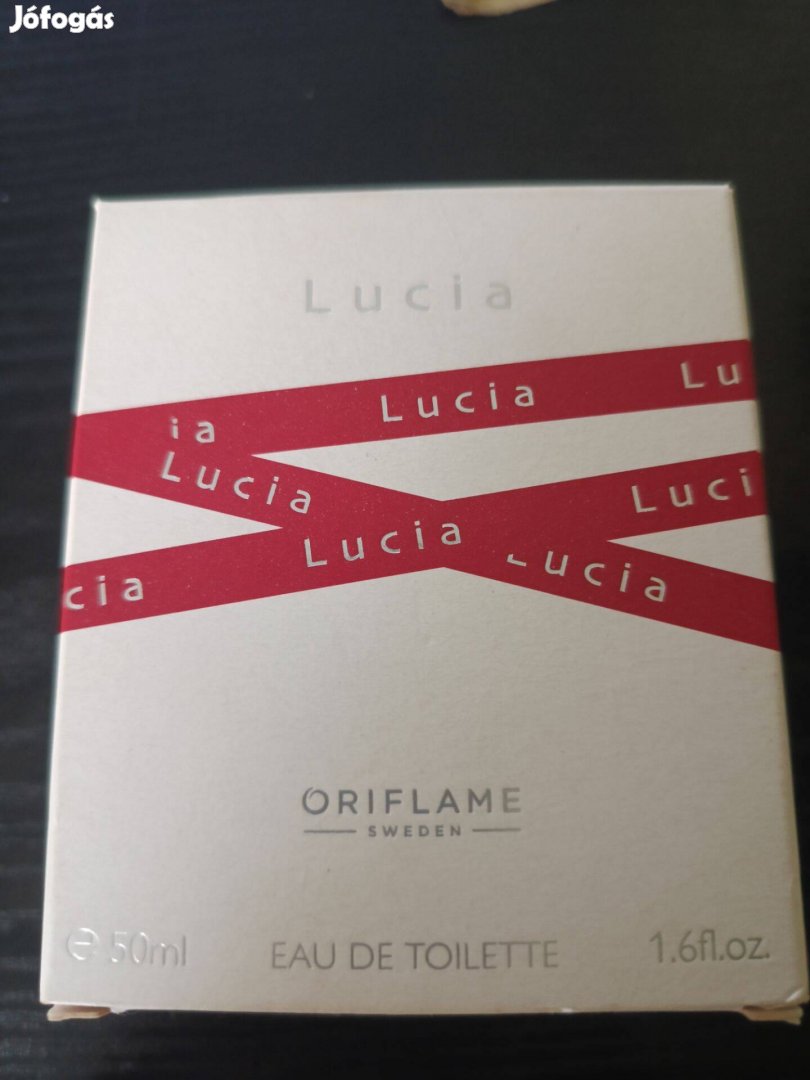 Jófogás
Lucia
Lucia
Lu
ia
Lucia
Luci
Lucia
Lucia
cia
ORIFLAME
SWEDEN
e 50ml
EAU DE TOILETTE
1.6fl.oz.